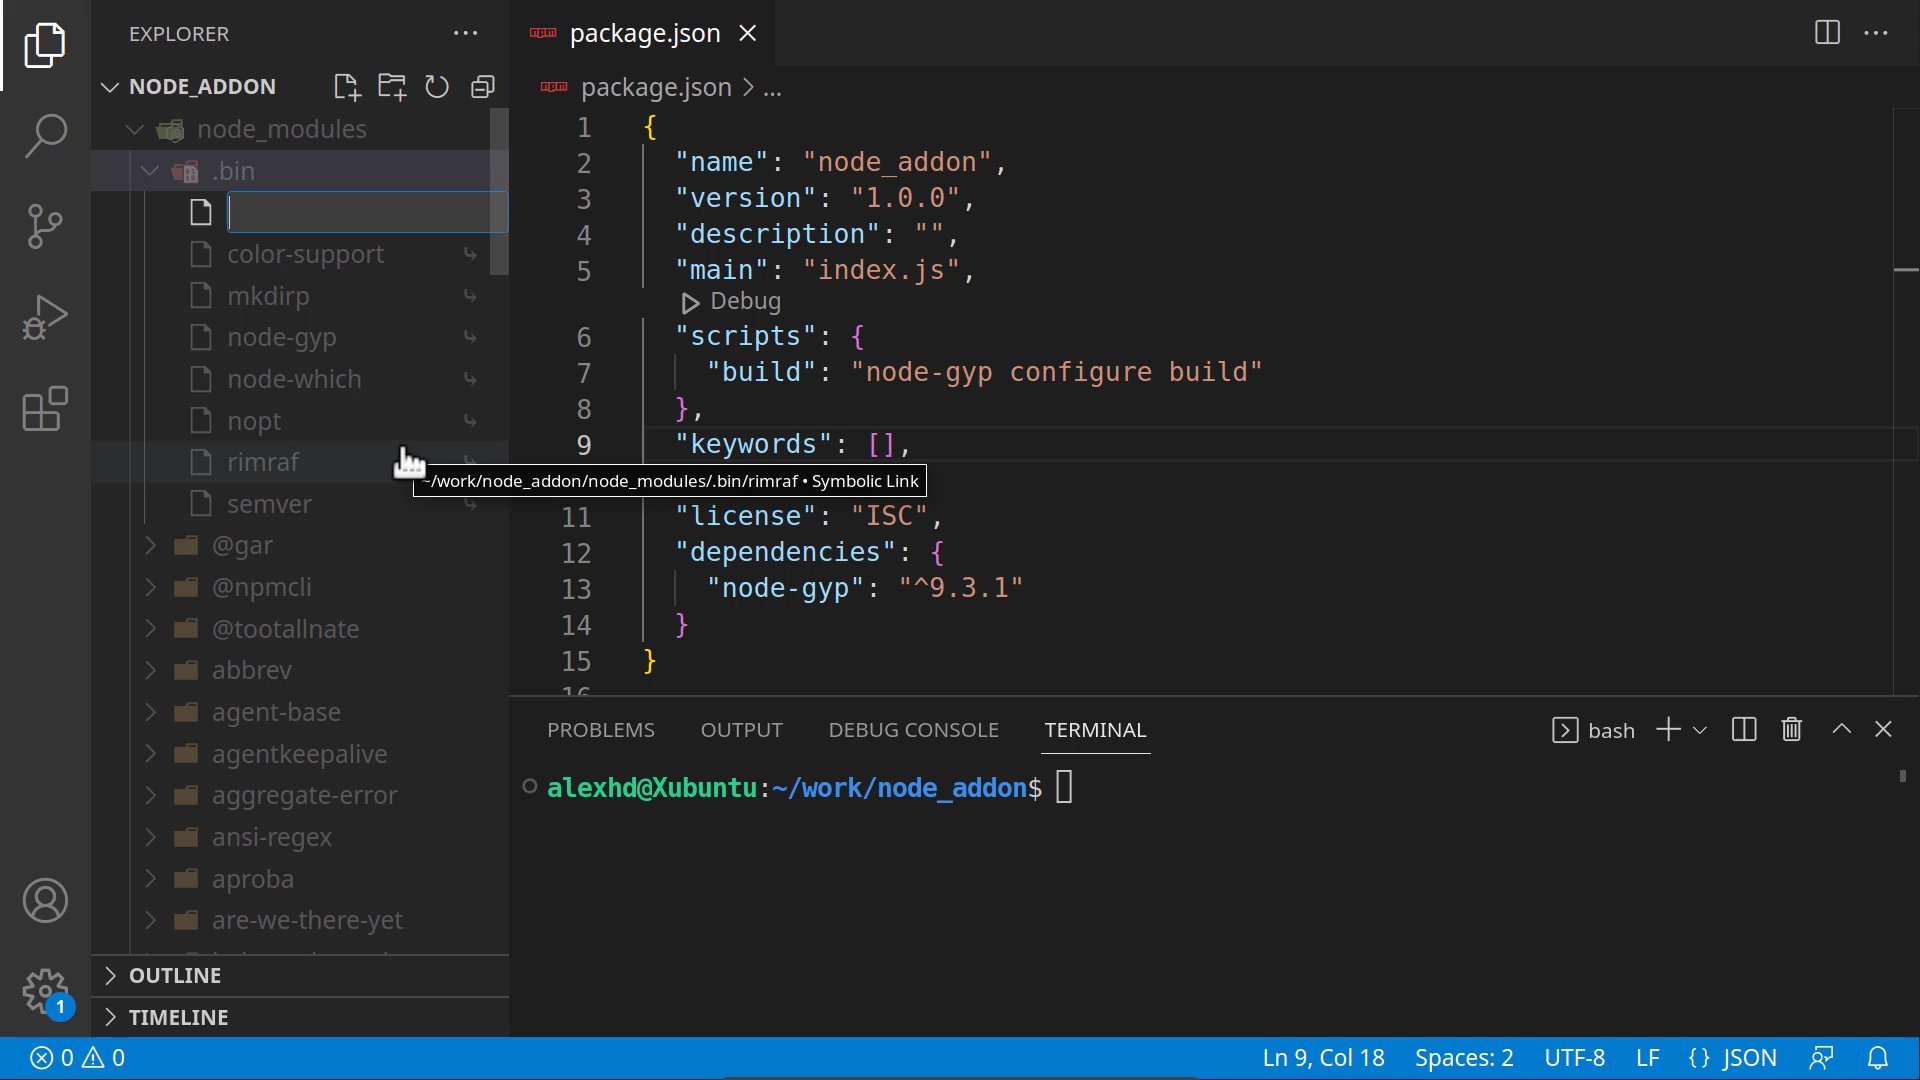 EXPLORER
NODE_ADDON
node_modules
.bin
color-support
mkdirp
node-gyp
node-which
nopt
rimraf
semver
@gar
@npmcli
@tootallnate
abbrev
agent-base
agentkeepalive
aggregate-error
ansi-regex
aproba
are-we-there-yet
OUTLINE
TIMELINE
1
package.json
package.json > ...
1 {
2 "name": "node_addon",
3 "version": "1.0.0",
4 "description": "",
5 "main": "index.js",
Debug
6 "scripts": {
7 "build": "node-gyp configure build"
8 },
9 "keywords": [],
~/work/node_addon/node_modules/.bin/rimraf • Symbolic Link
11 "license": "ISC",
12 "dependencies": {
13 "node-gyp": "^9.3.1"
14 }
15 }
16
PROBLEMS OUTPUT DEBUG CONSOLE TERMINAL bash
alexhd@Xubuntu:~/work/node_addon$
0 0 Ln 9, Col 18 Spaces: 2 UTF-8 LF {} JSON